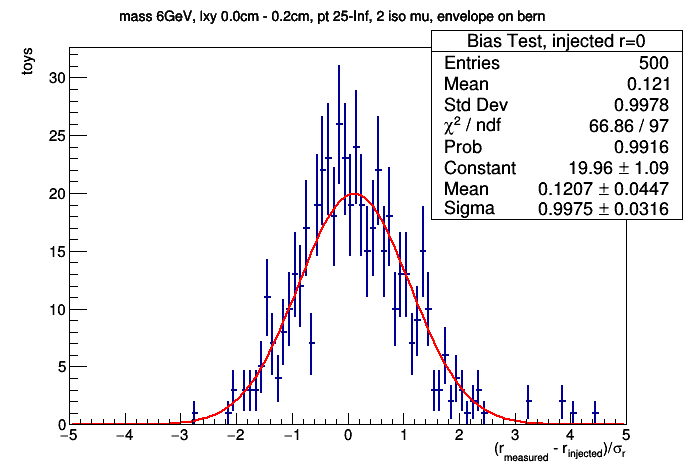 mass 6GeV, lxy 0.0cm - 0.2cm, pt 25-Inf, 2 iso mu, envelope on bern
Bias Test, injected r=0
Entries 500
Mean 0.121
Std Dev 0.9978
χ² / ndf 66.86 / 97
Prob 0.9916
Constant 19.96 ± 1.09
Mean 0.1207 ± 0.0447
Sigma 0.9975 ± 0.0316
toys
30
25
20
15
10
5
0
−5 −4 −3 −2 −1 0 1 2 3 4 5
(r_measured - r_injected)/σ_r